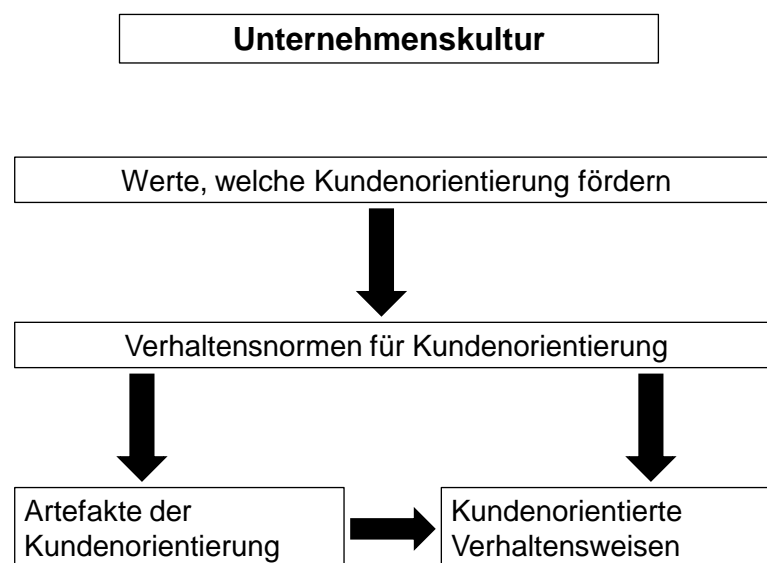 Unternehmenskultur
Werte, welche Kundenorientierung fördern
Verhaltensnormen für Kundenorientierung
Artefakte der
Kundenorientierung
Kundenorientierte
Verhaltensweisen